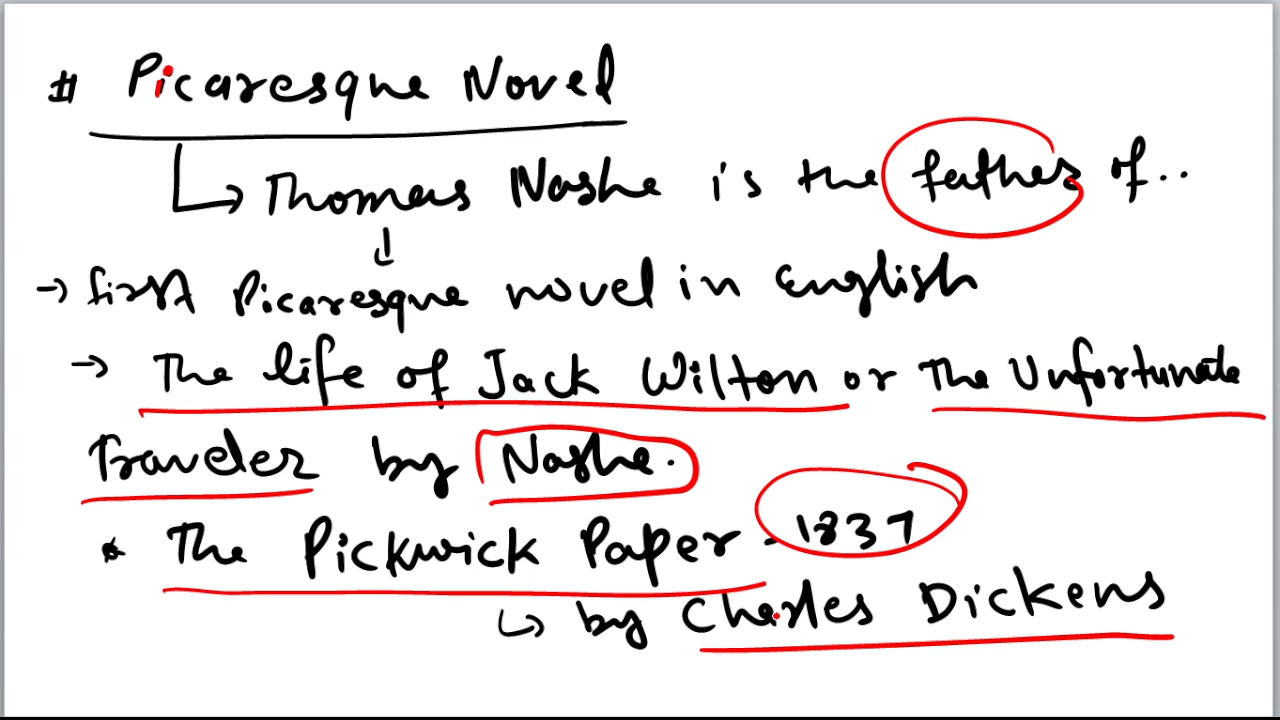 # Picaresque Novel
↳ Thomas Nashe is the father of..
→ first Picaresque novel in English
→ The life of Jack Wilton or The Unfortunate
Traveler by Nashe.
* The Pickwick Paper - 1837
↳ by Charles Dickens